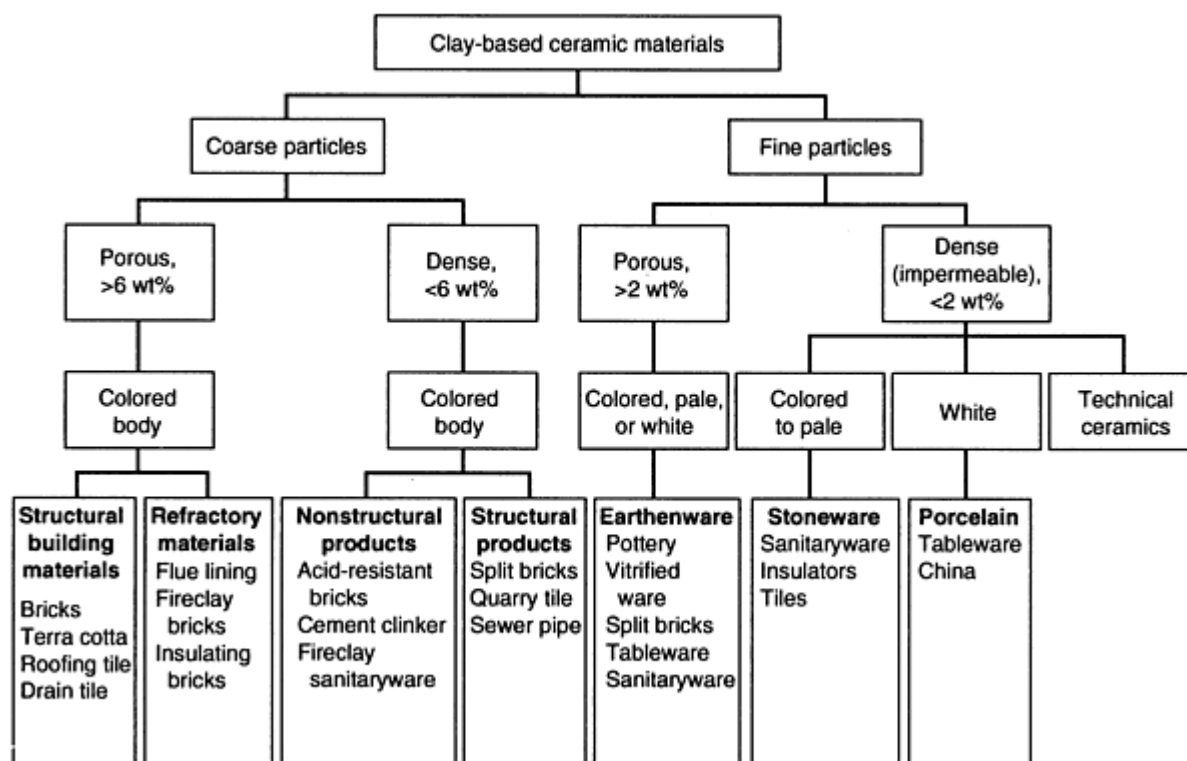 Clay-based ceramic materials
Coarse particles
Fine particles
Porous,
>6 wt%
Dense,
<6 wt%
Porous,
>2 wt%
Dense
(impermeable),
<2 wt%
Colored
body
Colored
body
Colored, pale,
or white
Colored
to pale
White
Technical
ceramics
Structural
building
materials
Bricks
Terra cotta
Roofing tile
Drain tile
Refractory
materials
Flue lining
Fireclay
bricks
Insulating
bricks
Nonstructural
products
Acid-resistant
bricks
Cement clinker
Fireclay
sanitaryware
Structural
products
Split bricks
Quarry tile
Sewer pipe
Earthenware
Pottery
Vitrified
ware
Split bricks
Tableware
Sanitaryware
Stoneware
Sanitaryware
Insulators
Tiles
Porcelain
Tableware
China